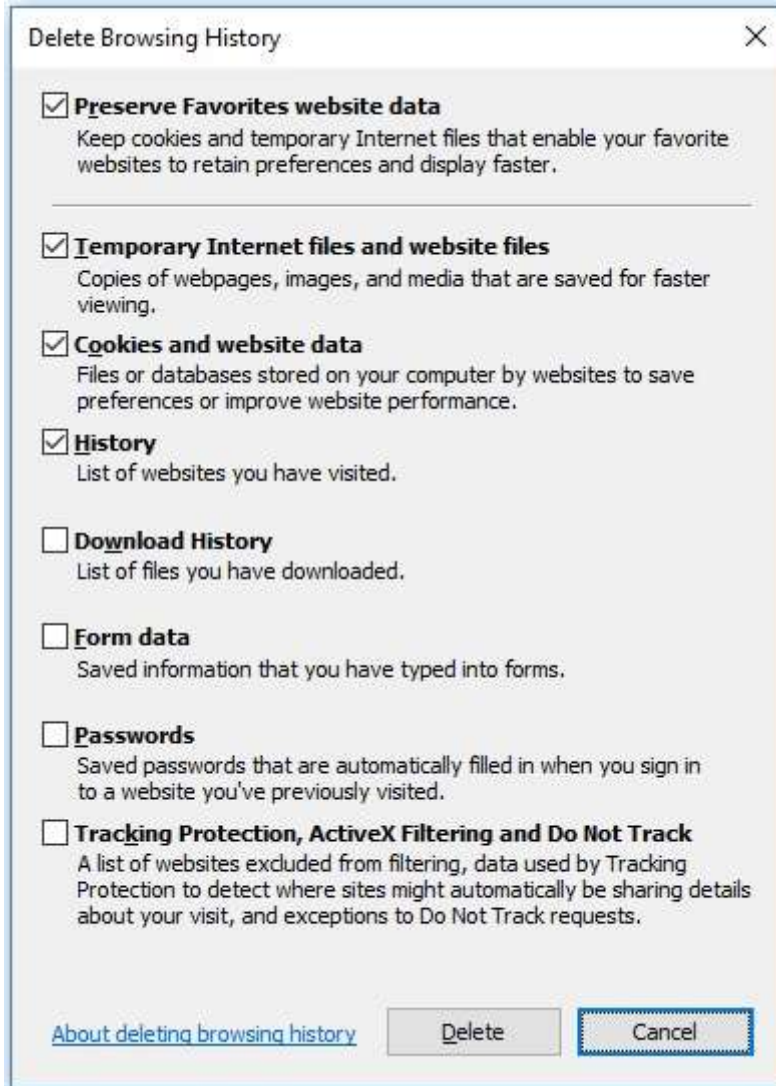 Delete Browsing History
Preserve Favorites website data
Keep cookies and temporary Internet files that enable your favorite
websites to retain preferences and display faster.
Temporary Internet files and website files
Copies of webpages, images, and media that are saved for faster
viewing.
Cookies and website data
Files or databases stored on your computer by websites to save
preferences or improve website performance.
History
List of websites you have visited.
Download History
List of files you have downloaded.
Form data
Saved information that you have typed into forms.
Passwords
Saved passwords that are automatically filled in when you sign in
to a website you've previously visited.
Tracking Protection, ActiveX Filtering and Do Not Track
A list of websites excluded from filtering, data used by Tracking
Protection to detect where sites might automatically be sharing details
about your visit, and exceptions to Do Not Track requests.
About deleting browsing history
Delete
Cancel